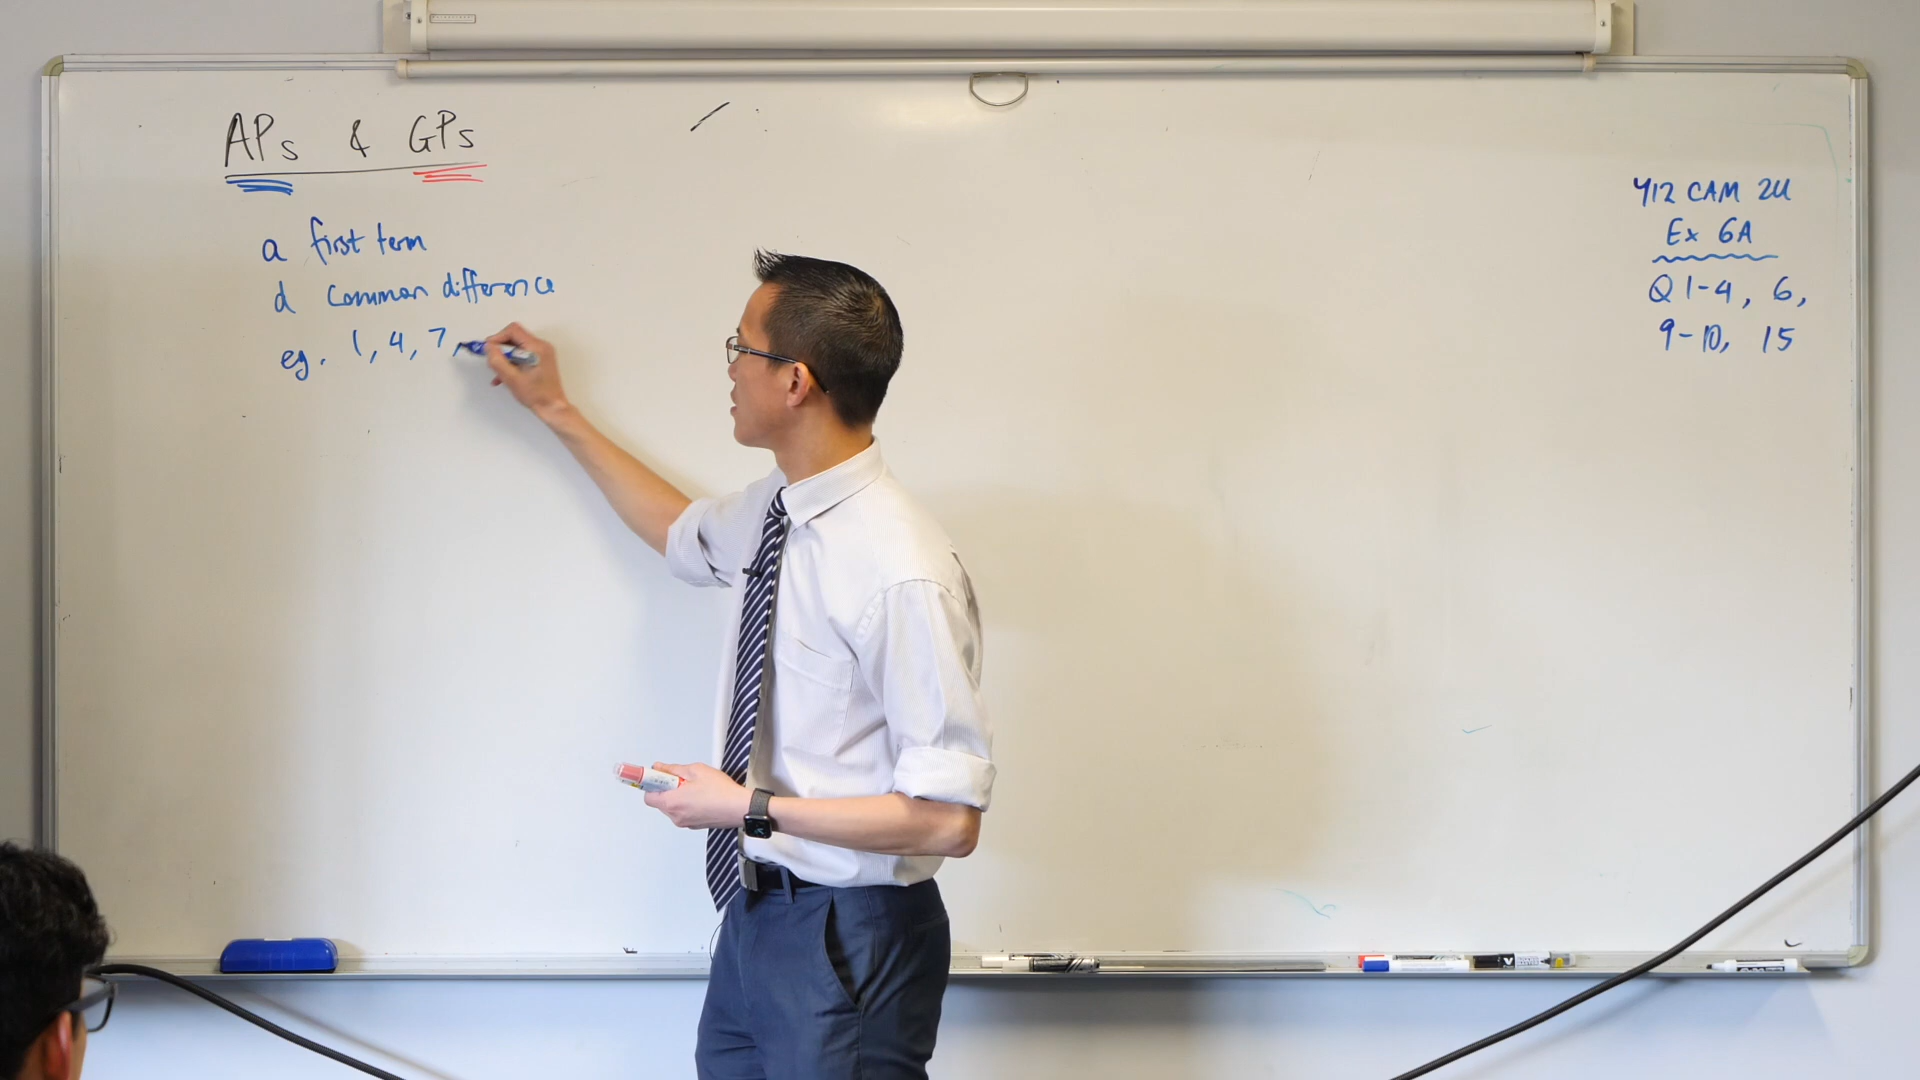 APs & GPs
a first term
d common difference
eg. 1, 4, 7,
Y12 CAM 2U
Ex 6A
Q 1-4, 6,
9-10, 15